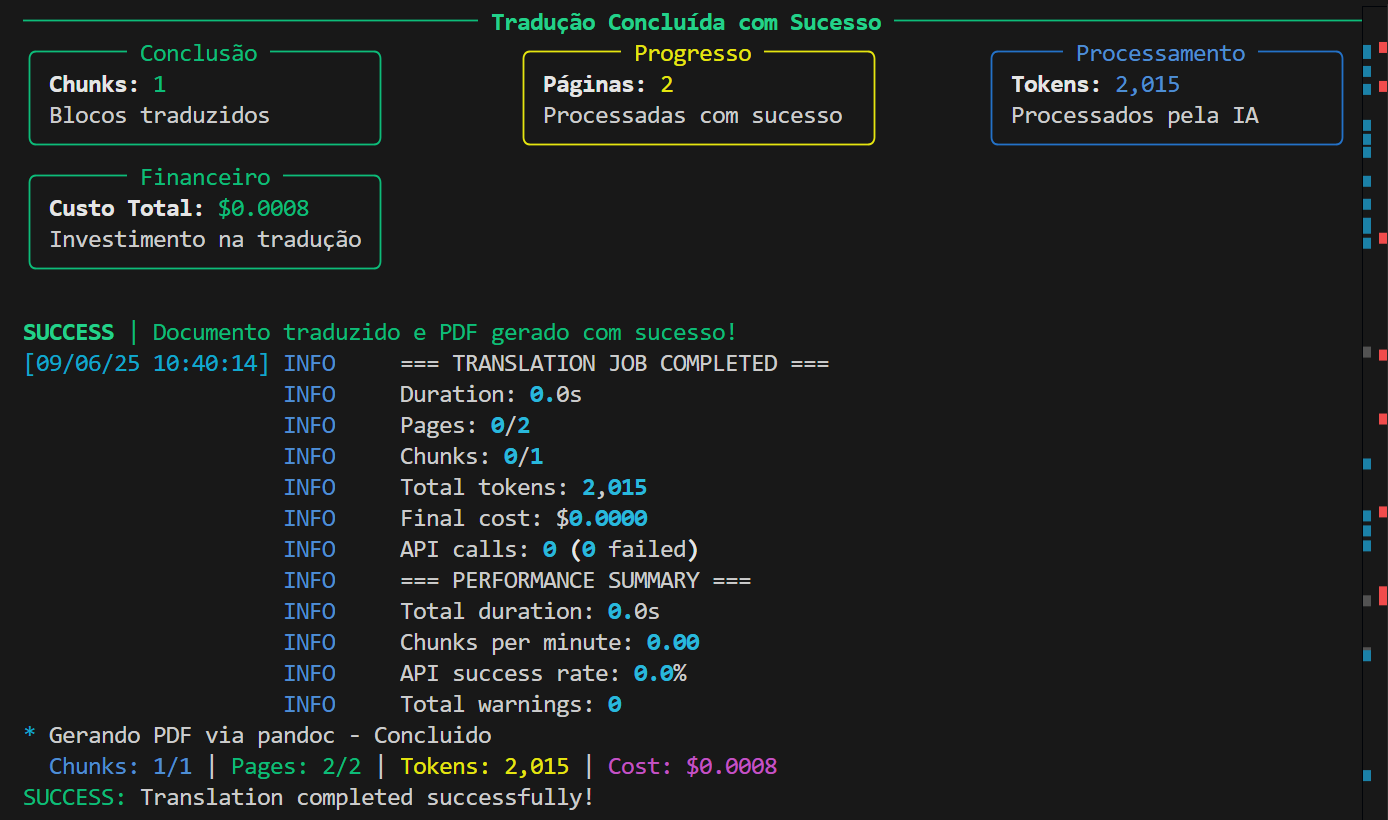 Tradução Concluída com Sucesso
Conclusão Progresso Processamento
Chunks: 1 Páginas: 2 Tokens: 2,015
Blocos traduzidos Processadas com sucesso Processados pela IA
Financeiro
Custo Total: $0.0008
Investimento na tradução
SUCCESS | Documento traduzido e PDF gerado com sucesso!
[09/06/25 10:40:14] INFO === TRANSLATION JOB COMPLETED ===
INFO Duration: 0.0s
INFO Pages: 0/2
INFO Chunks: 0/1
INFO Total tokens: 2,015
INFO Final cost: $0.0000
INFO API calls: 0 (0 failed)
INFO === PERFORMANCE SUMMARY ===
INFO Total duration: 0.0s
INFO Chunks per minute: 0.00
INFO API success rate: 0.0%
INFO Total warnings: 0
* Gerando PDF via pandoc - Concluido
Chunks: 1/1 | Pages: 2/2 | Tokens: 2,015 | Cost: $0.0008
SUCCESS: Translation completed successfully!